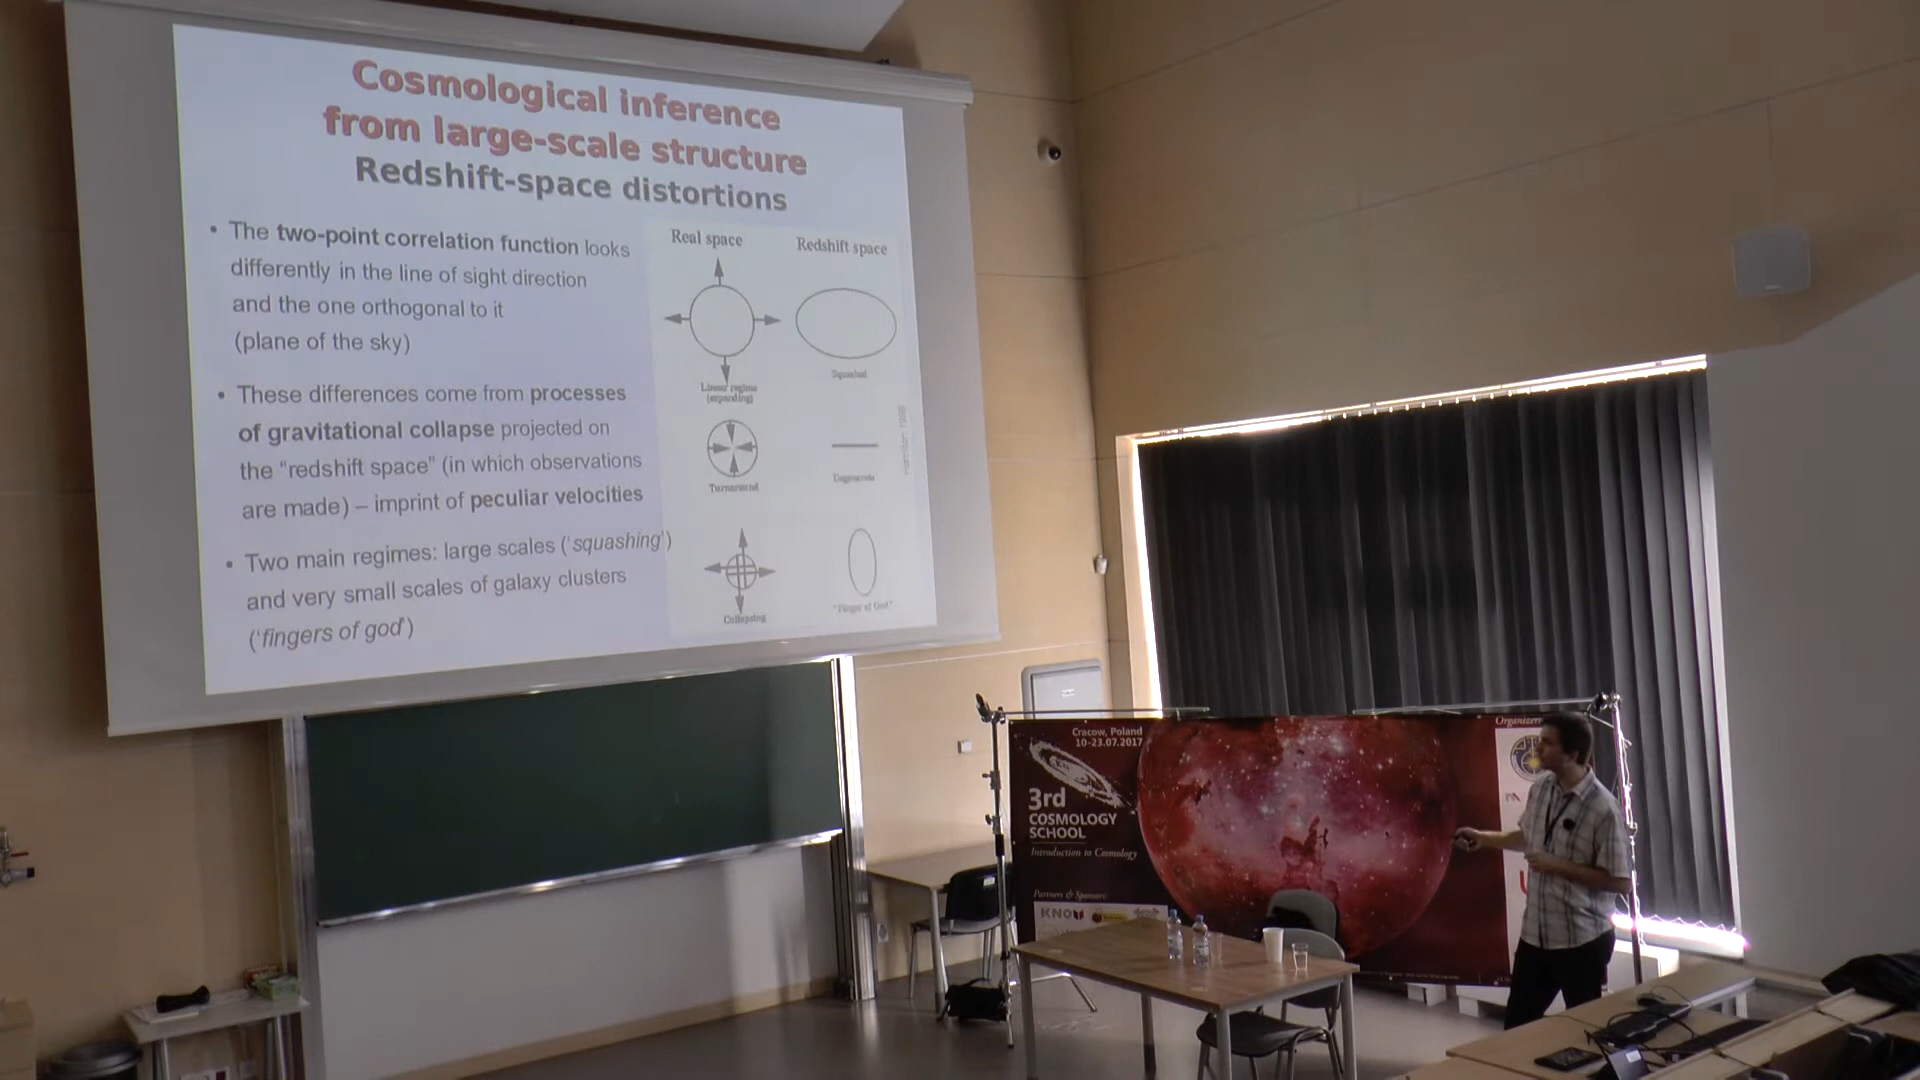 Cosmological inference
from large-scale structure
Redshift-space distortions
• The two-point correlation function looks
differently in the line of sight direction
and the one orthogonal to it
(plane of the sky)
• These differences come from processes
of gravitational collapse projected on
the “redshift space” (in which observations
are made) – imprint of peculiar velocities
• Two main regimes: large scales (‘squashing’)
and very small scales of galaxy clusters
(‘fingers of god’)
Real space
Redshift space
Linear regime
(expanding)
Squashed
Turnaround
Degenerate
Collapsing
"Finger of God"
Hamilton 1998
Cracow, Poland
10-23.07.2017
3rd
COSMOLOGY
SCHOOL
Introduction to Cosmology
Partners & Sponsors:
KNOW